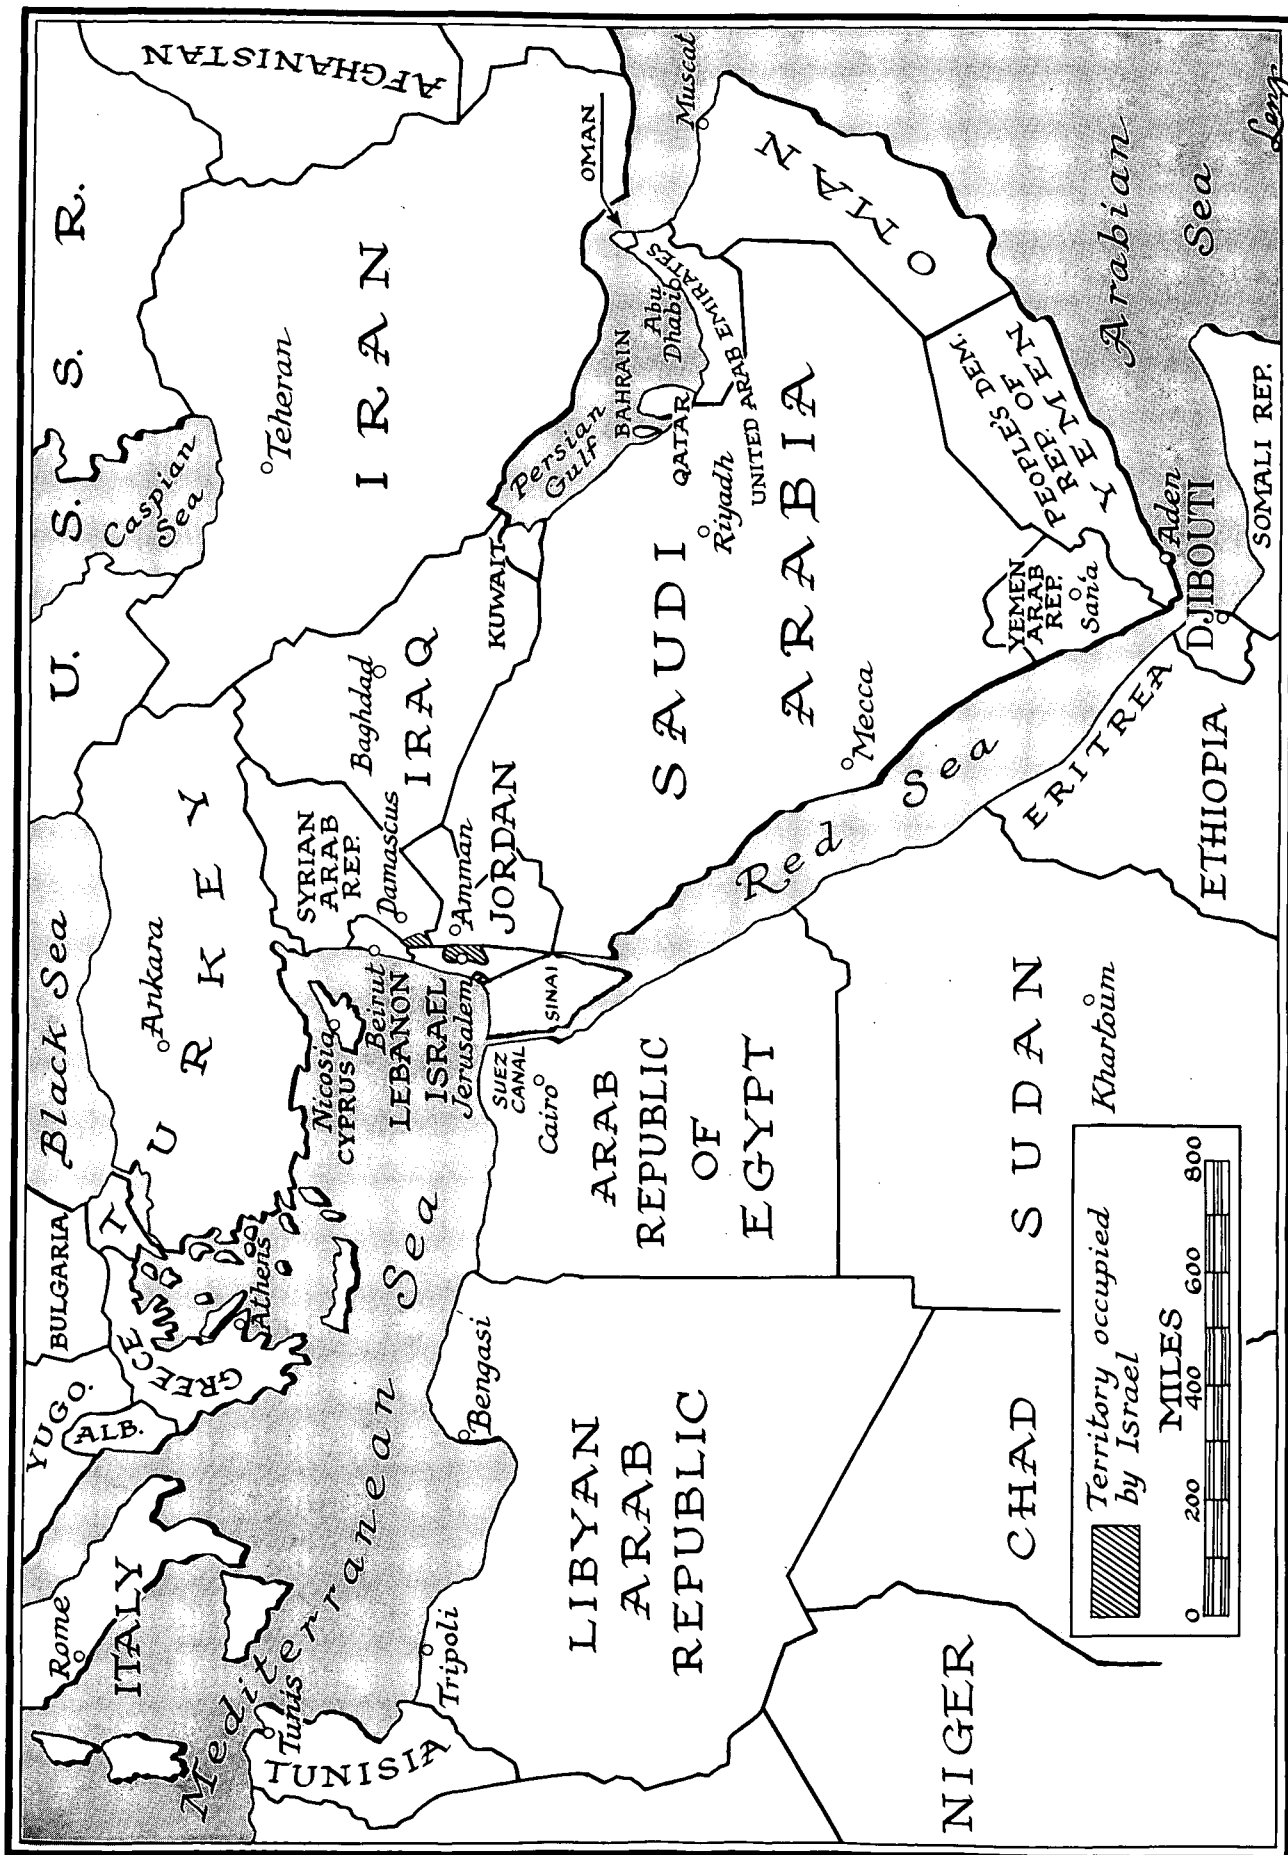 U. S. S. R.
AFGHANISTAN
Black Sea
Caspian
Sea
BULGARIA
YUGO.
ALB.
GREECE
T
Athens
ITALY
Rome
TURKEY
Ankara
Teheran
IRAN
Mediterranean
Sea
Tunis
TUNISIA
Tripoli
Bengasi
Nicosia
CYPRUS
Beirut
LEBANON
ISRAEL
Jerusalem
SYRIAN
ARAB
REP.
Damascus
Baghdad
IRAQ
Amman
JORDAN
KUWAIT
Persian
Gulf
BAHRAIN
QATAR
Abu
Dhabi
UNITED ARAB EMIRATES
OMAN
Muscat
OMAN
SUEZ
CANAL
Cairo
SINAI
LIBYAN
ARAB
REPUBLIC
ARAB
REPUBLIC
OF
EGYPT
SAUDI
ARABIA
Riyadh
Mecca
Red Sea
PEOPLE'S DEM.
REP. OF
YEMEN
YEMEN
ARAB
REP.
San'a
Aden
Arabian
Sea
NIGER
CHAD
SUDAN
Khartoum
ERITREA
ETHIOPIA
DJIBOUTI
SOMALI REP.
Territory occupied
by Israel
MILES
0 200 400 600 800
Leng